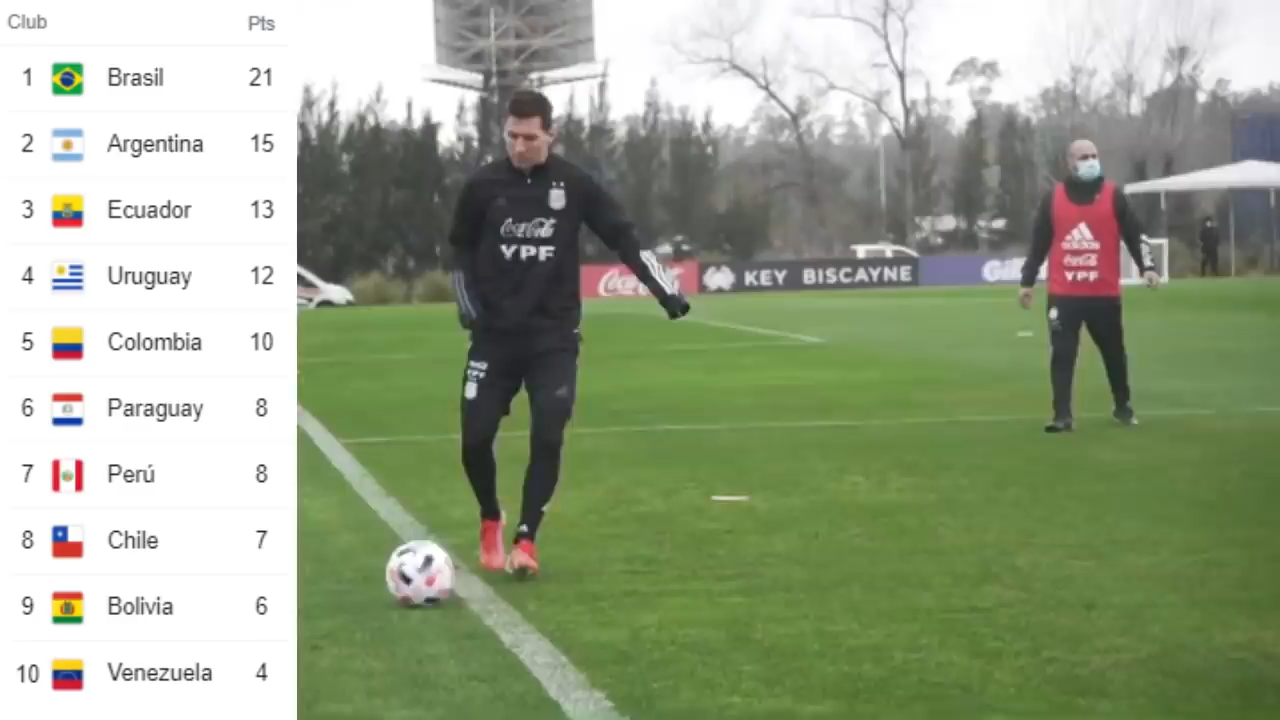 Club Pts
1 Brasil 21
2 Argentina 15
3 Ecuador 13
4 Uruguay 12
5 Colombia 10
6 Paraguay 8
7 Perú 8
8 Chile 7
9 Bolivia 6
10 Venezuela 4
Coca-Cola
YPF
YPF
Coca-Cola
KEY BISCAYNE
adidas
Coca-Cola
YPF